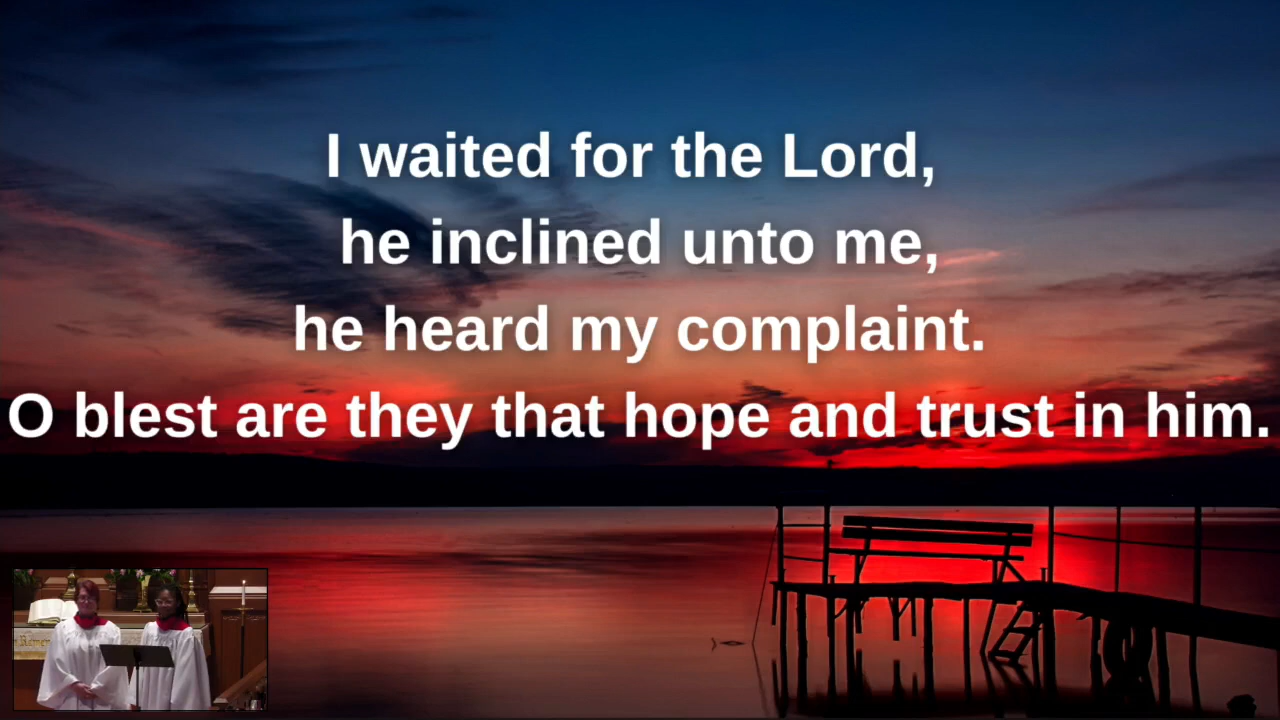 I waited for the Lord,
he inclined unto me,
he heard my complaint.
O blest are they that hope and trust in him.